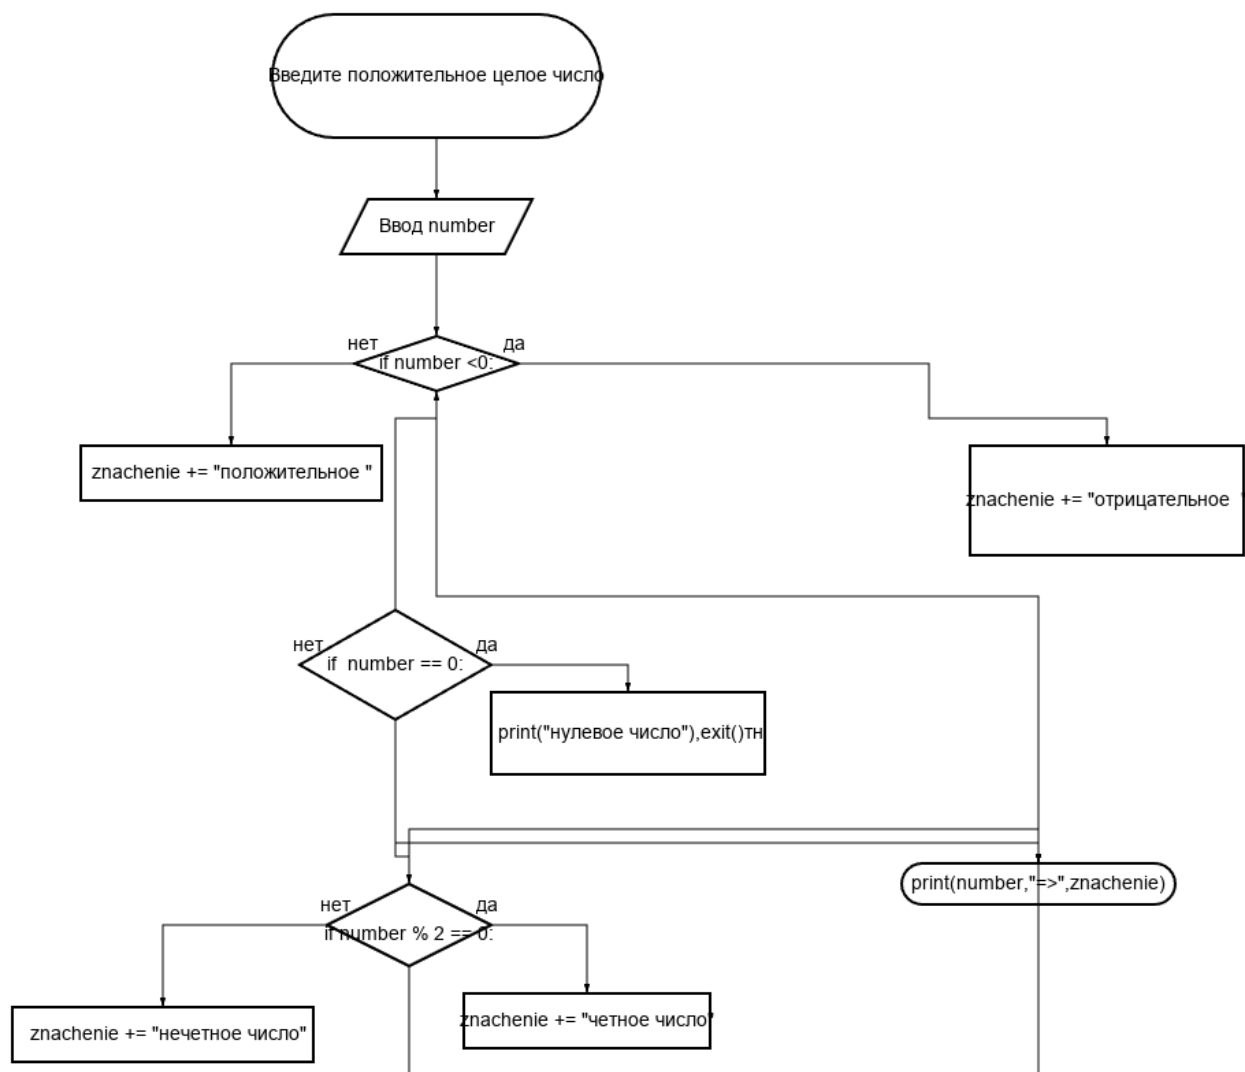 Введите положительное целое число
Ввод number
нет
да
if number <0:
znachenie += "положительное "
znachenie += "отрицательное "
нет
да
if number == 0:
print("нулевое число"),exit()тн
print(number,"=>",znachenie)
нет
да
if number % 2 == 0:
znachenie += "нечетное число"
znachenie += "четное число"